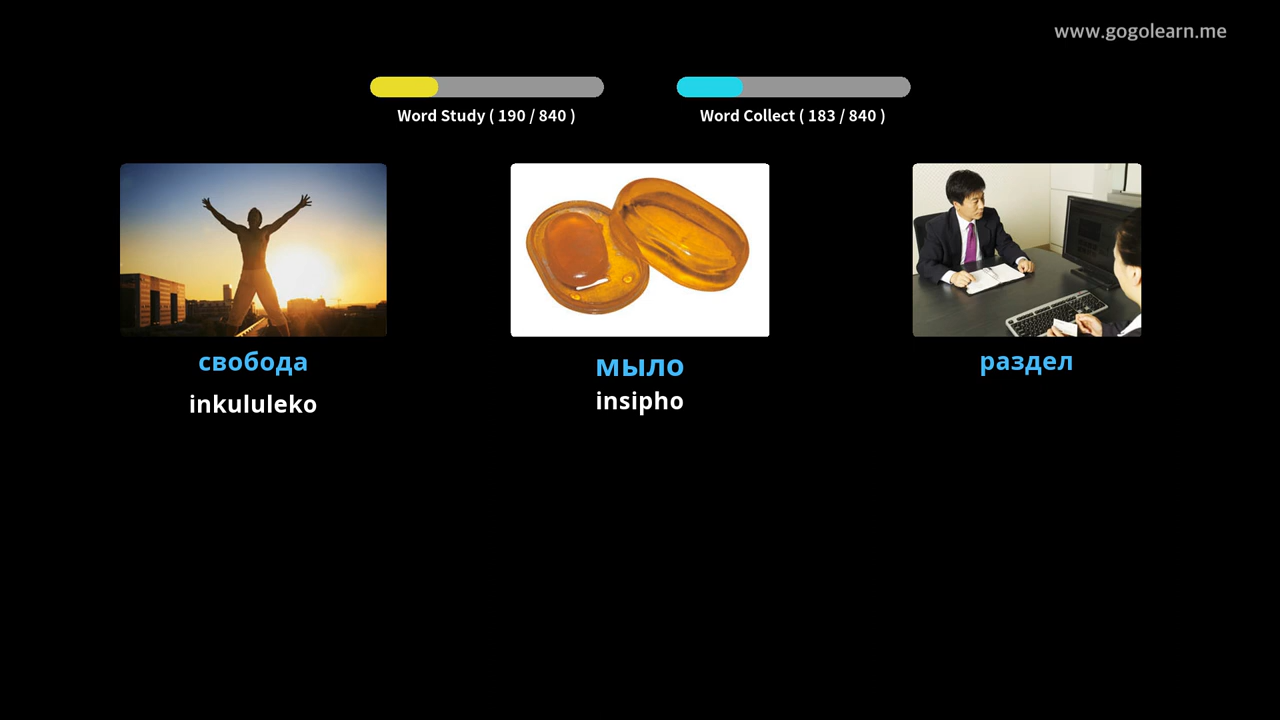 www.gogolearn.me
Word Study ( 190 / 840 )
Word Collect ( 183 / 840 )
свобода
inkululeko
мыло
insipho
раздел